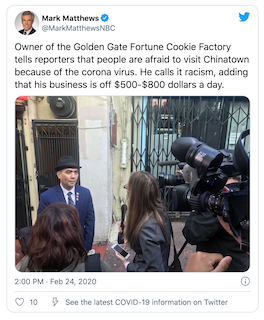 Mark Matthews
@MarkMatthewsNBC
Owner of the Golden Gate Fortune Cookie Factory
tells reporters that people are afraid to visit Chinatown
because of the corona virus. He calls it racism, adding
that his business is off $500-$800 dollars a day.
2:00 PM · Feb 24, 2020
10 See the latest COVID-19 information on Twitter